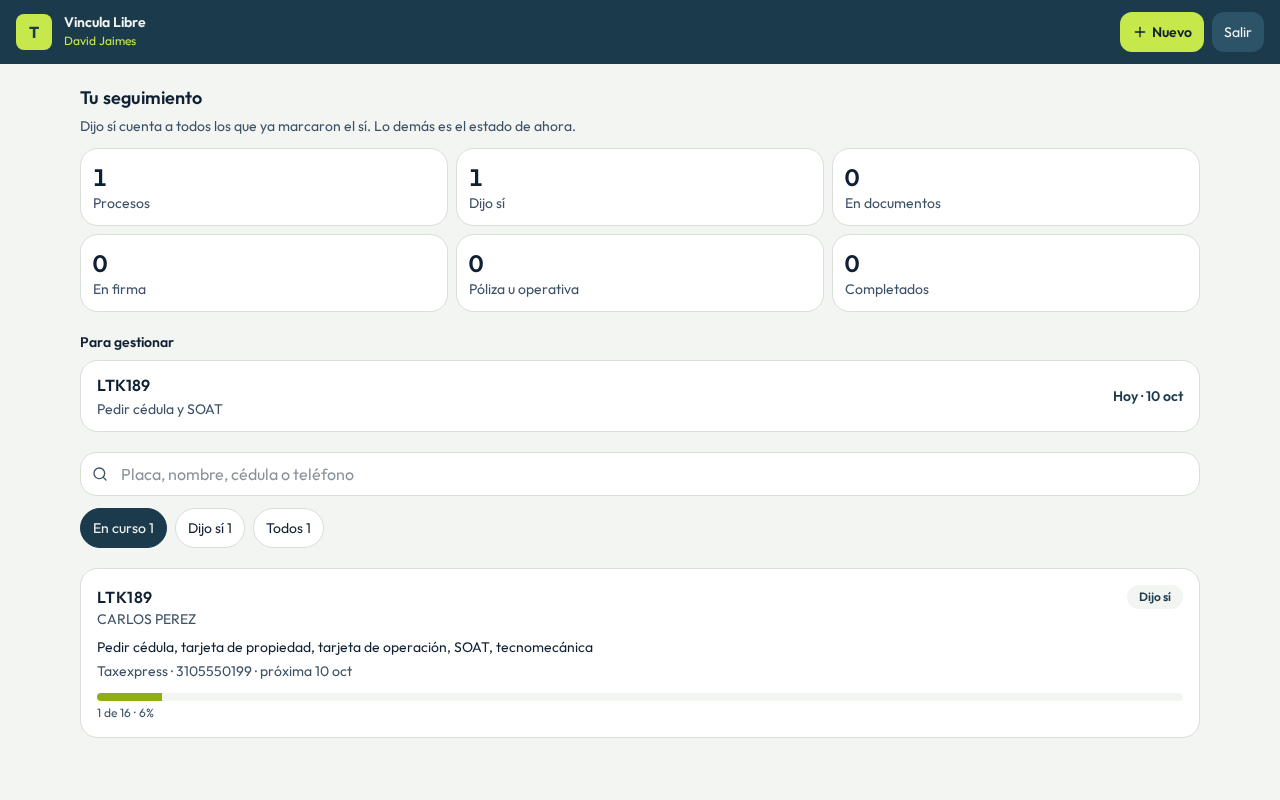 T
Vincula Libre
David Jaimes
Nuevo
Salir
Tu seguimiento
Dijo sí cuenta a todos los que ya marcaron el sí. Lo demás es el estado de ahora.
1
Procesos
1
Dijo sí
0
En documentos
0
En firma
0
Póliza u operativa
0
Completados
Para gestionar
LTK189
Pedir cédula y SOAT
Hoy · 10 oct
Placa, nombre, cédula o teléfono
En curso 1
Dijo sí 1
Todos 1
LTK189
Dijo sí
CARLOS PEREZ
Pedir cédula, tarjeta de propiedad, tarjeta de operación, SOAT, tecnomecánica
Taxexpress · 3105550199 · próxima 10 oct
1 de 16 · 6%